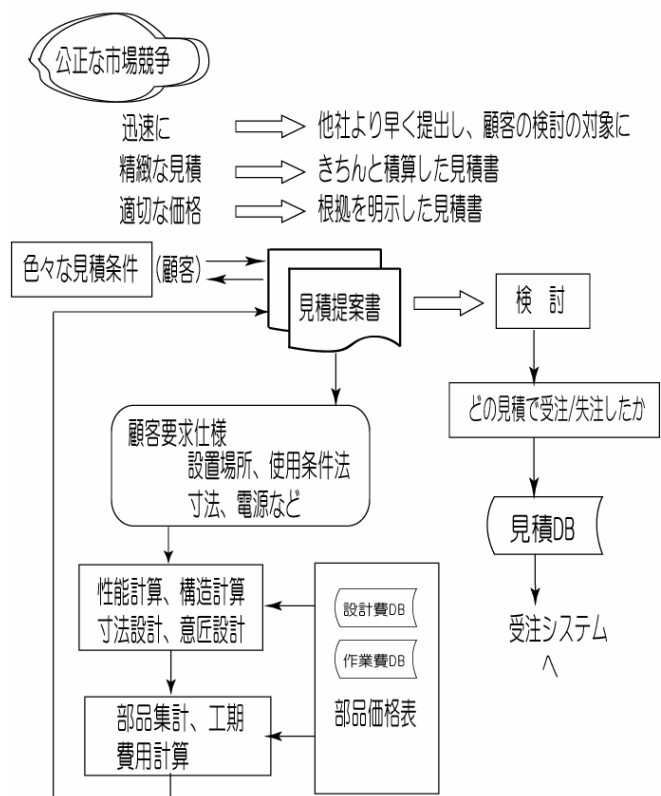 公正な市場競争
迅速に
他社より早く提出し、顧客の検討の対象に
精緻な見積
きちんと積算した見積書
適切な価格
根拠を明示した見積書
色々な見積条件
(顧客)
見積提案書
検 討
どの見積で受注/失注したか
顧客要求仕様
設置場所、使用条件法
寸法、電源など
見積DB
性能計算、構造計算
寸法設計、意匠設計
設計費DB
作業費DB
部品価格表
受注システム
へ
部品集計、工期
費用計算